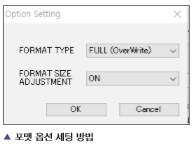 Option Setting
FORMAT TYPE
FULL (OverWrite)
FORMAT SIZE
ADJUSTMENT
ON
OK
Cancel
▲ 포맷 옵션 세팅 방법